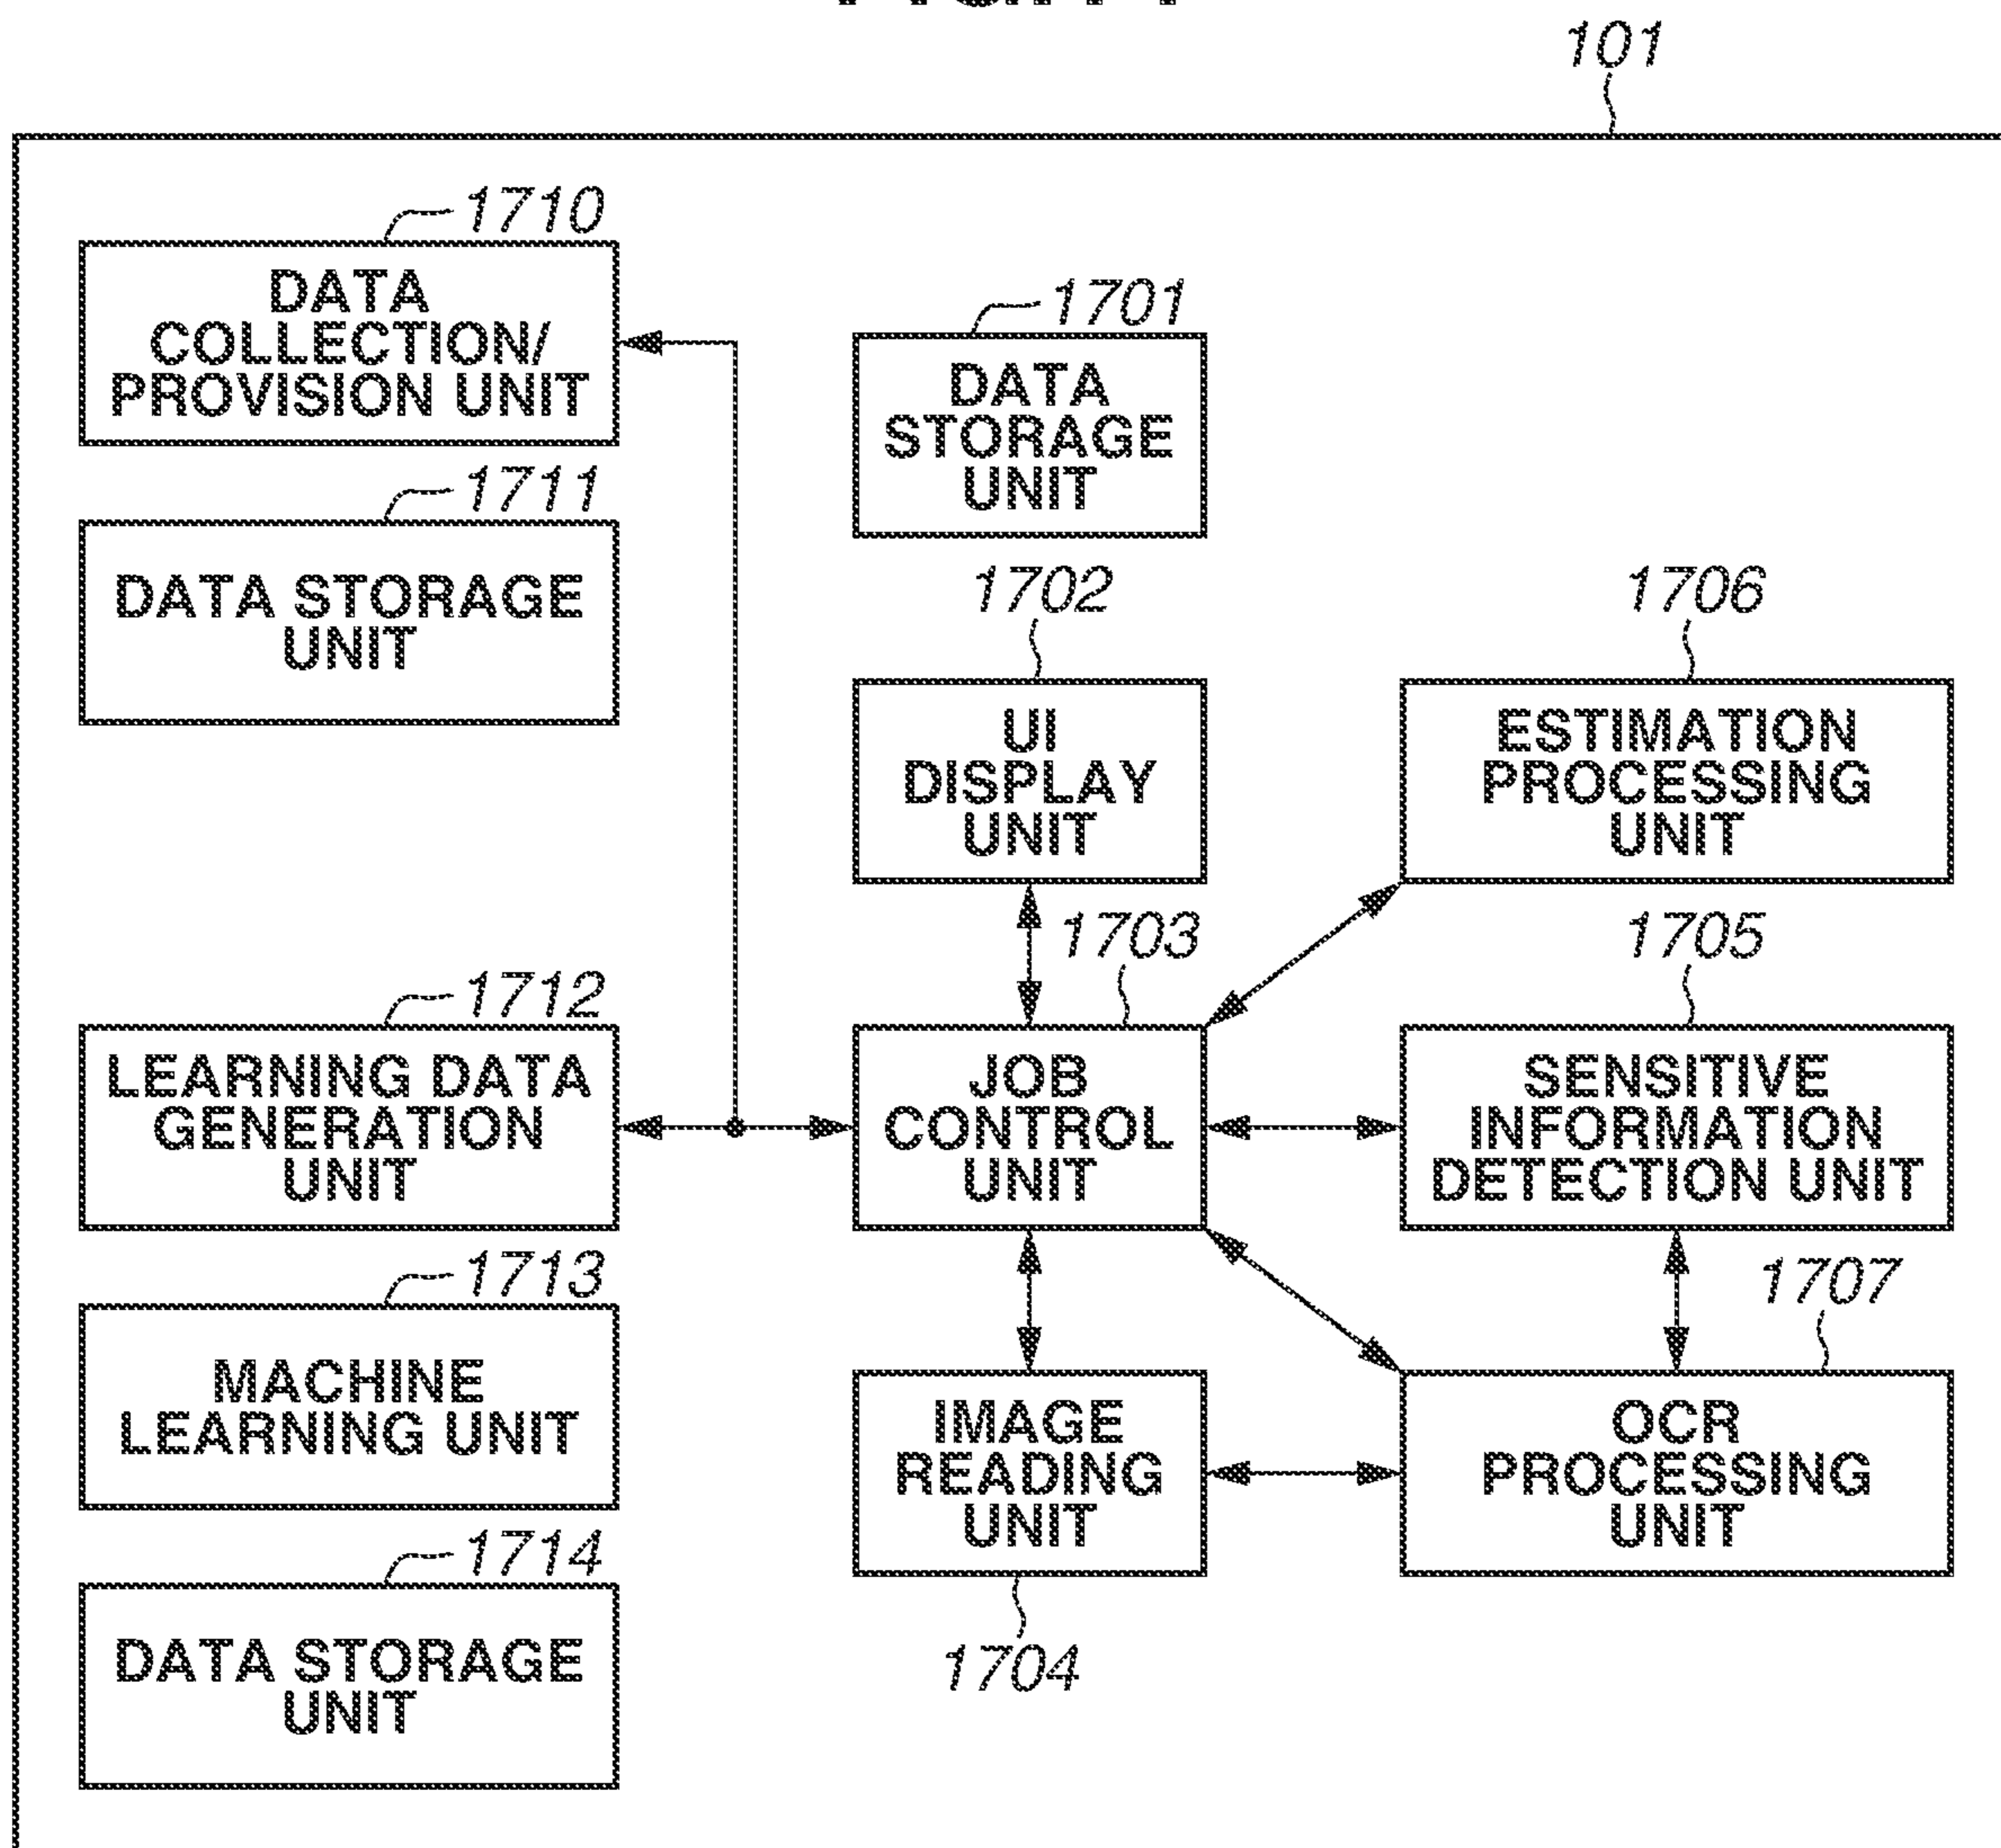 101
1710
DATA
COLLECTION/
PROVISION UNIT
1711
DATA STORAGE
UNIT
1712
LEARNING DATA
GENERATION
UNIT
1713
MACHINE
LEARNING UNIT
1714
DATA STORAGE
UNIT
1701
DATA
STORAGE
UNIT
1702
UI
DISPLAY
UNIT
1703
JOB
CONTROL
UNIT
IMAGE
READING
UNIT
1704
1706
ESTIMATION
PROCESSING
UNIT
1705
SENSITIVE
INFORMATION
DETECTION UNIT
1707
OCR
PROCESSING
UNIT